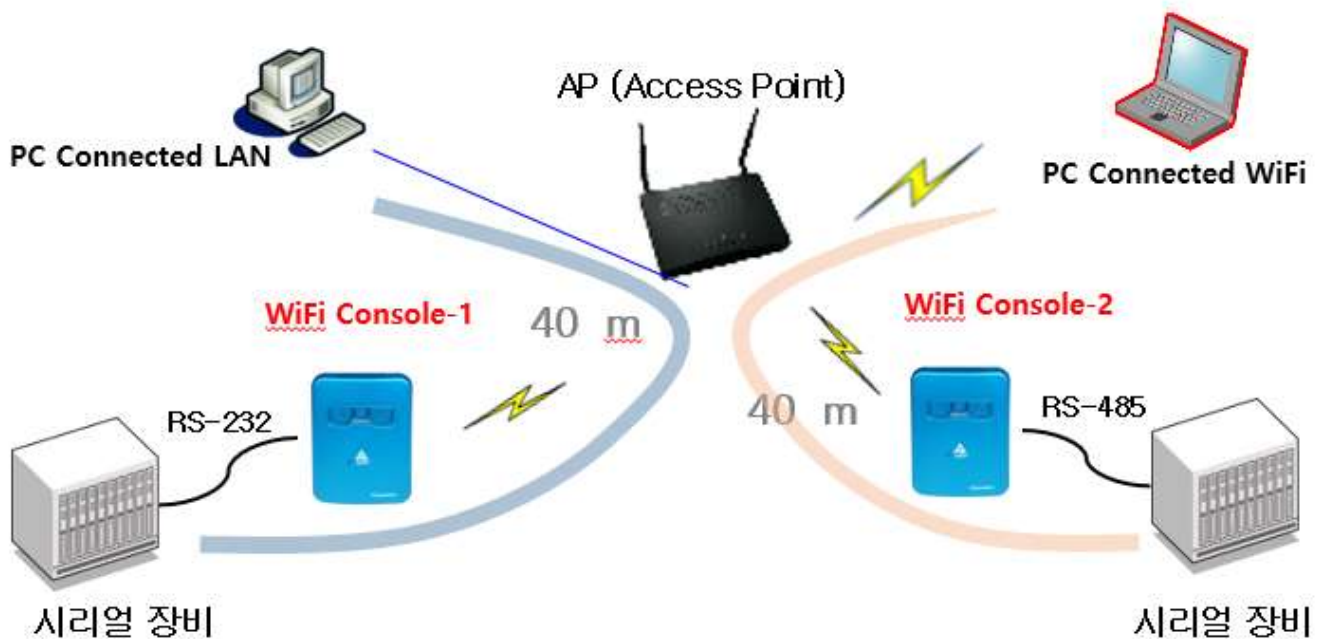 AP (Access Point)
PC Connected LAN
PC Connected WiFi
WiFi Console-1
40 m
WiFi Console-2
RS-232
40 m
RS-485
시리얼 장비
시리얼 장비